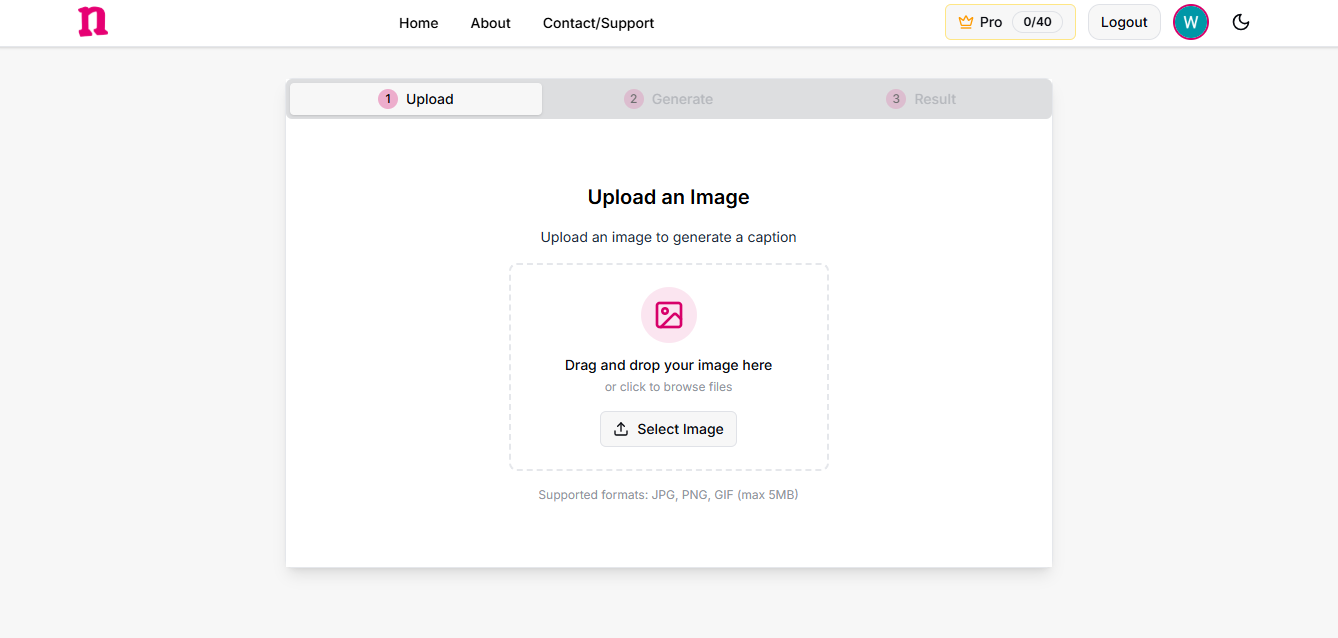 n
Home
About
Contact/Support
Pro
0/40
Logout
W
1 Upload
2 Generate
3 Result
Upload an Image
Upload an image to generate a caption
Drag and drop your image here
or click to browse files
Select Image
Supported formats: JPG, PNG, GIF (max 5MB)